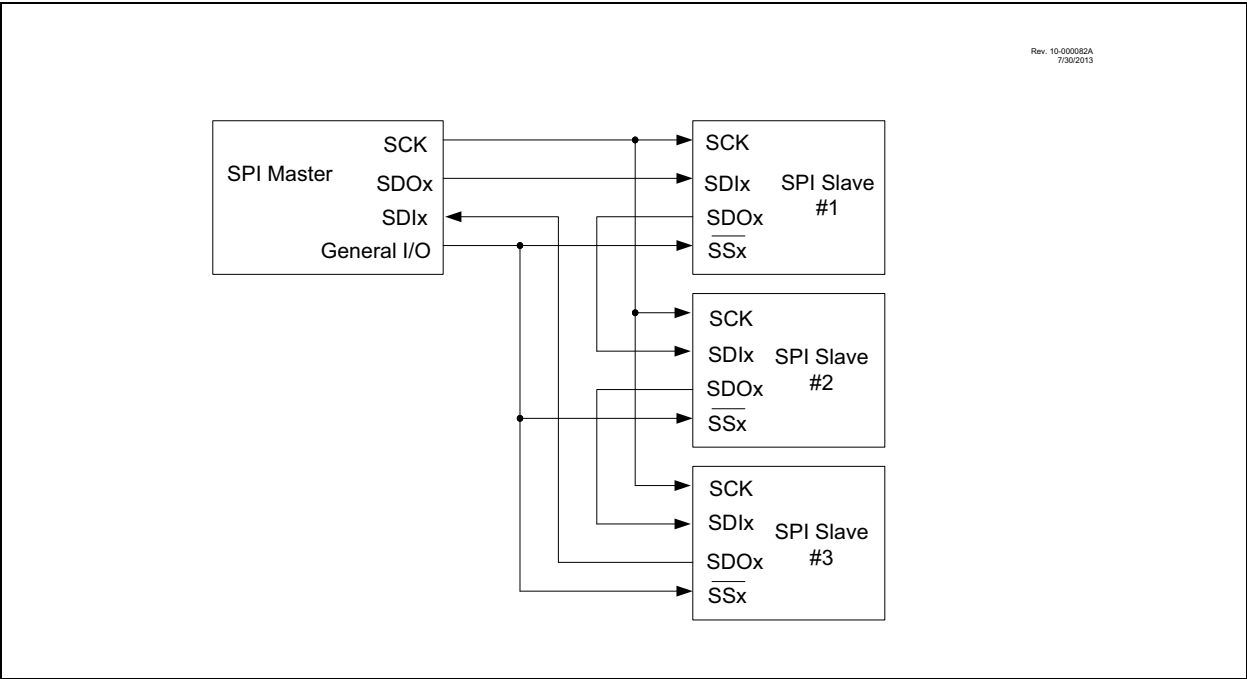 Rev. 10-000082A
7/30/2013
SPI Master
SCK
SDOx
SDIx
General I/O
SCK
SDIx
SDOx
SSx
SPI Slave
#1
SCK
SDIx
SDOx
SSx
SPI Slave
#2
SCK
SDIx
SDOx
SSx
SPI Slave
#3